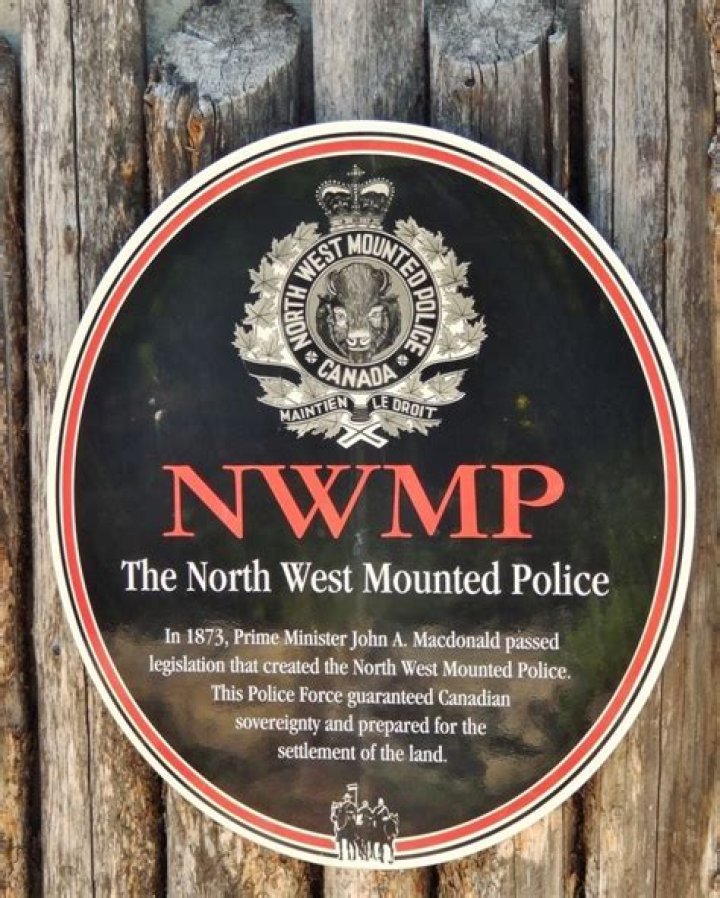 NORTH WEST MOUNTED POLICE
CANADA
MAINTIEN LE DROIT
NWMP
The North West Mounted Police
In 1873, Prime Minister John A. Macdonald passed
legislation that created the North West Mounted Police.
This Police Force guaranteed Canadian
sovereignty and prepared for the
settlement of the land.